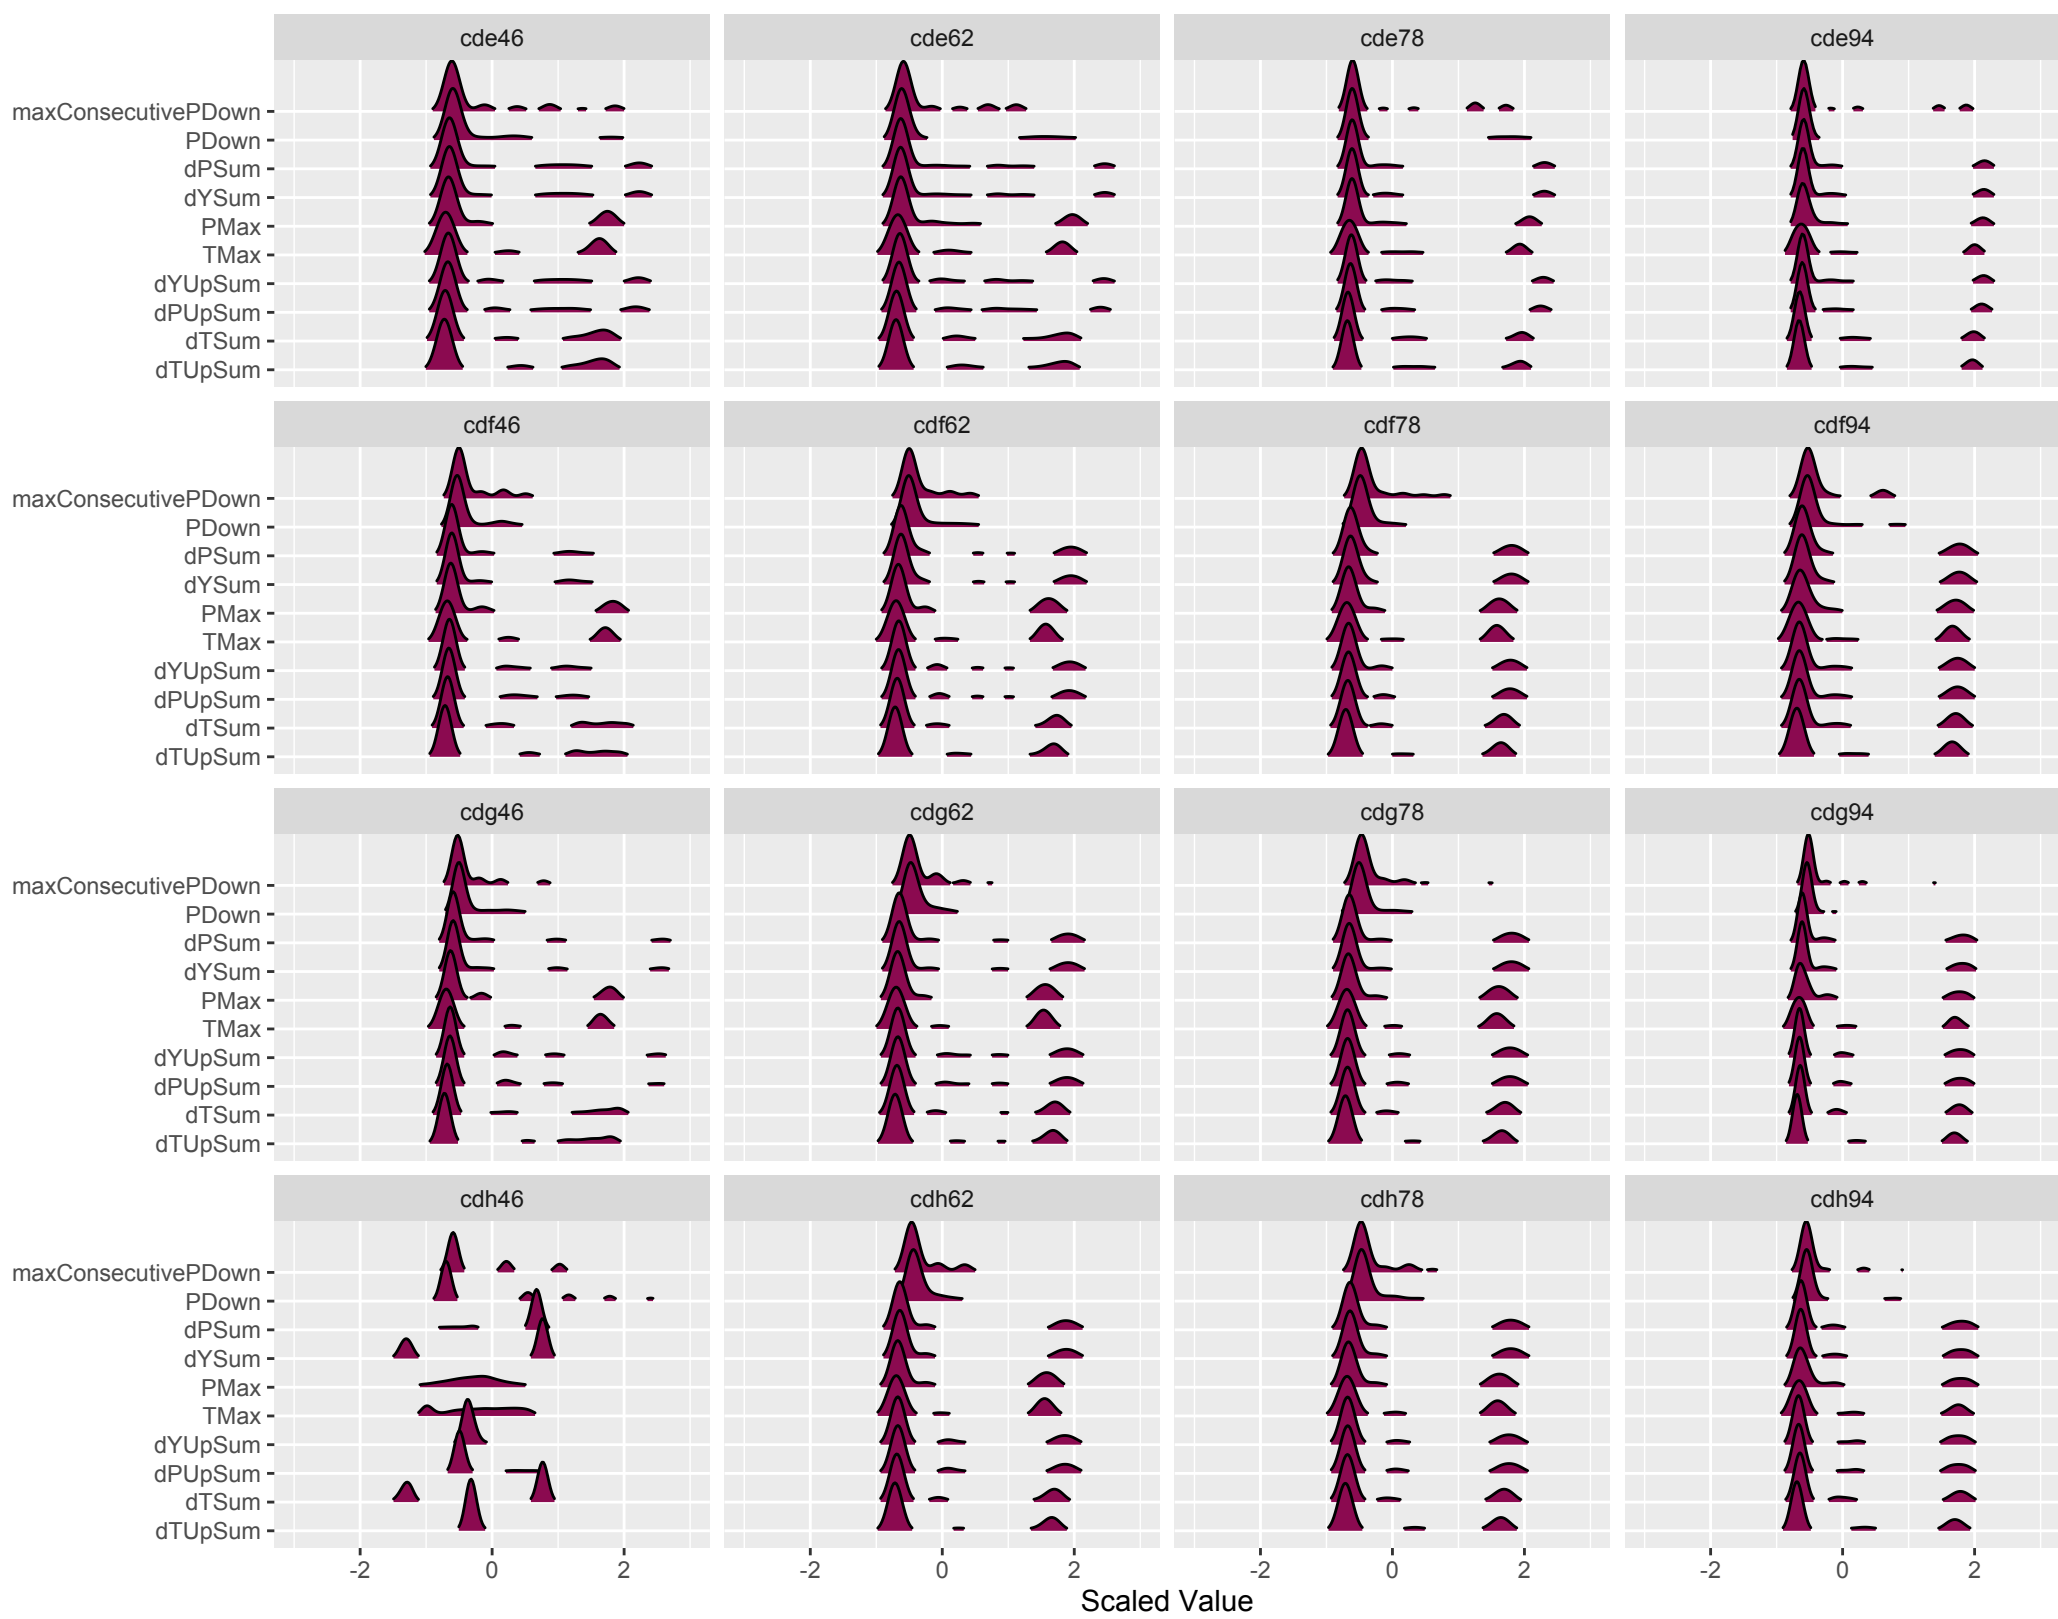 cde46 cde62 cde78 cde94
maxConsecutivePDown
PDown
dPSum
dYSum
PMax
TMax
dYUpSum
dPUpSum
dTSum
dTUpSum
cdf46 cdf62 cdf78 cdf94
maxConsecutivePDown
PDown
dPSum
dYSum
PMax
TMax
dYUpSum
dPUpSum
dTSum
dTUpSum
cdg46 cdg62 cdg78 cdg94
maxConsecutivePDown
PDown
dPSum
dYSum
PMax
TMax
dYUpSum
dPUpSum
dTSum
dTUpSum
cdh46 cdh62 cdh78 cdh94
maxConsecutivePDown
PDown
dPSum
dYSum
PMax
TMax
dYUpSum
dPUpSum
dTSum
dTUpSum
-2 0 2 -2 0 2 -2 0 2 -2 0 2
Scaled Value